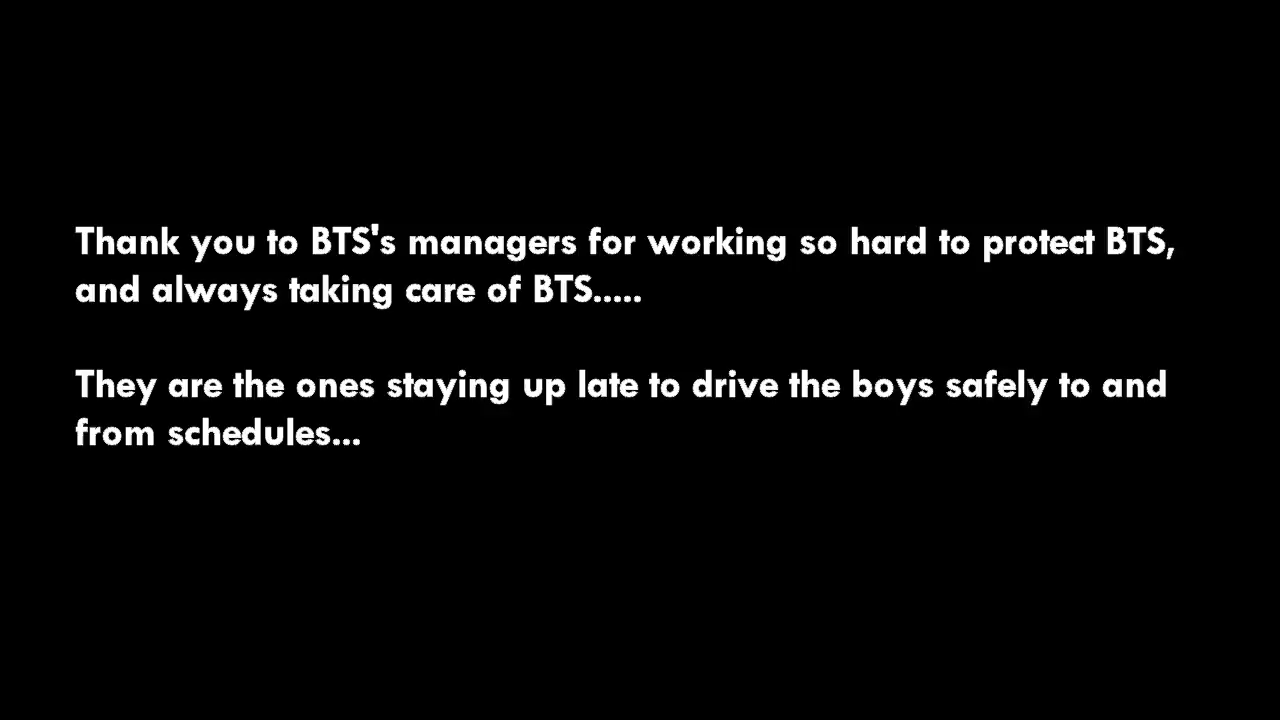 Thank you to BTS's managers for working so hard to protect BTS,
and always taking care of BTS.....
They are the ones staying up late to drive the boys safely to and
from schedules...